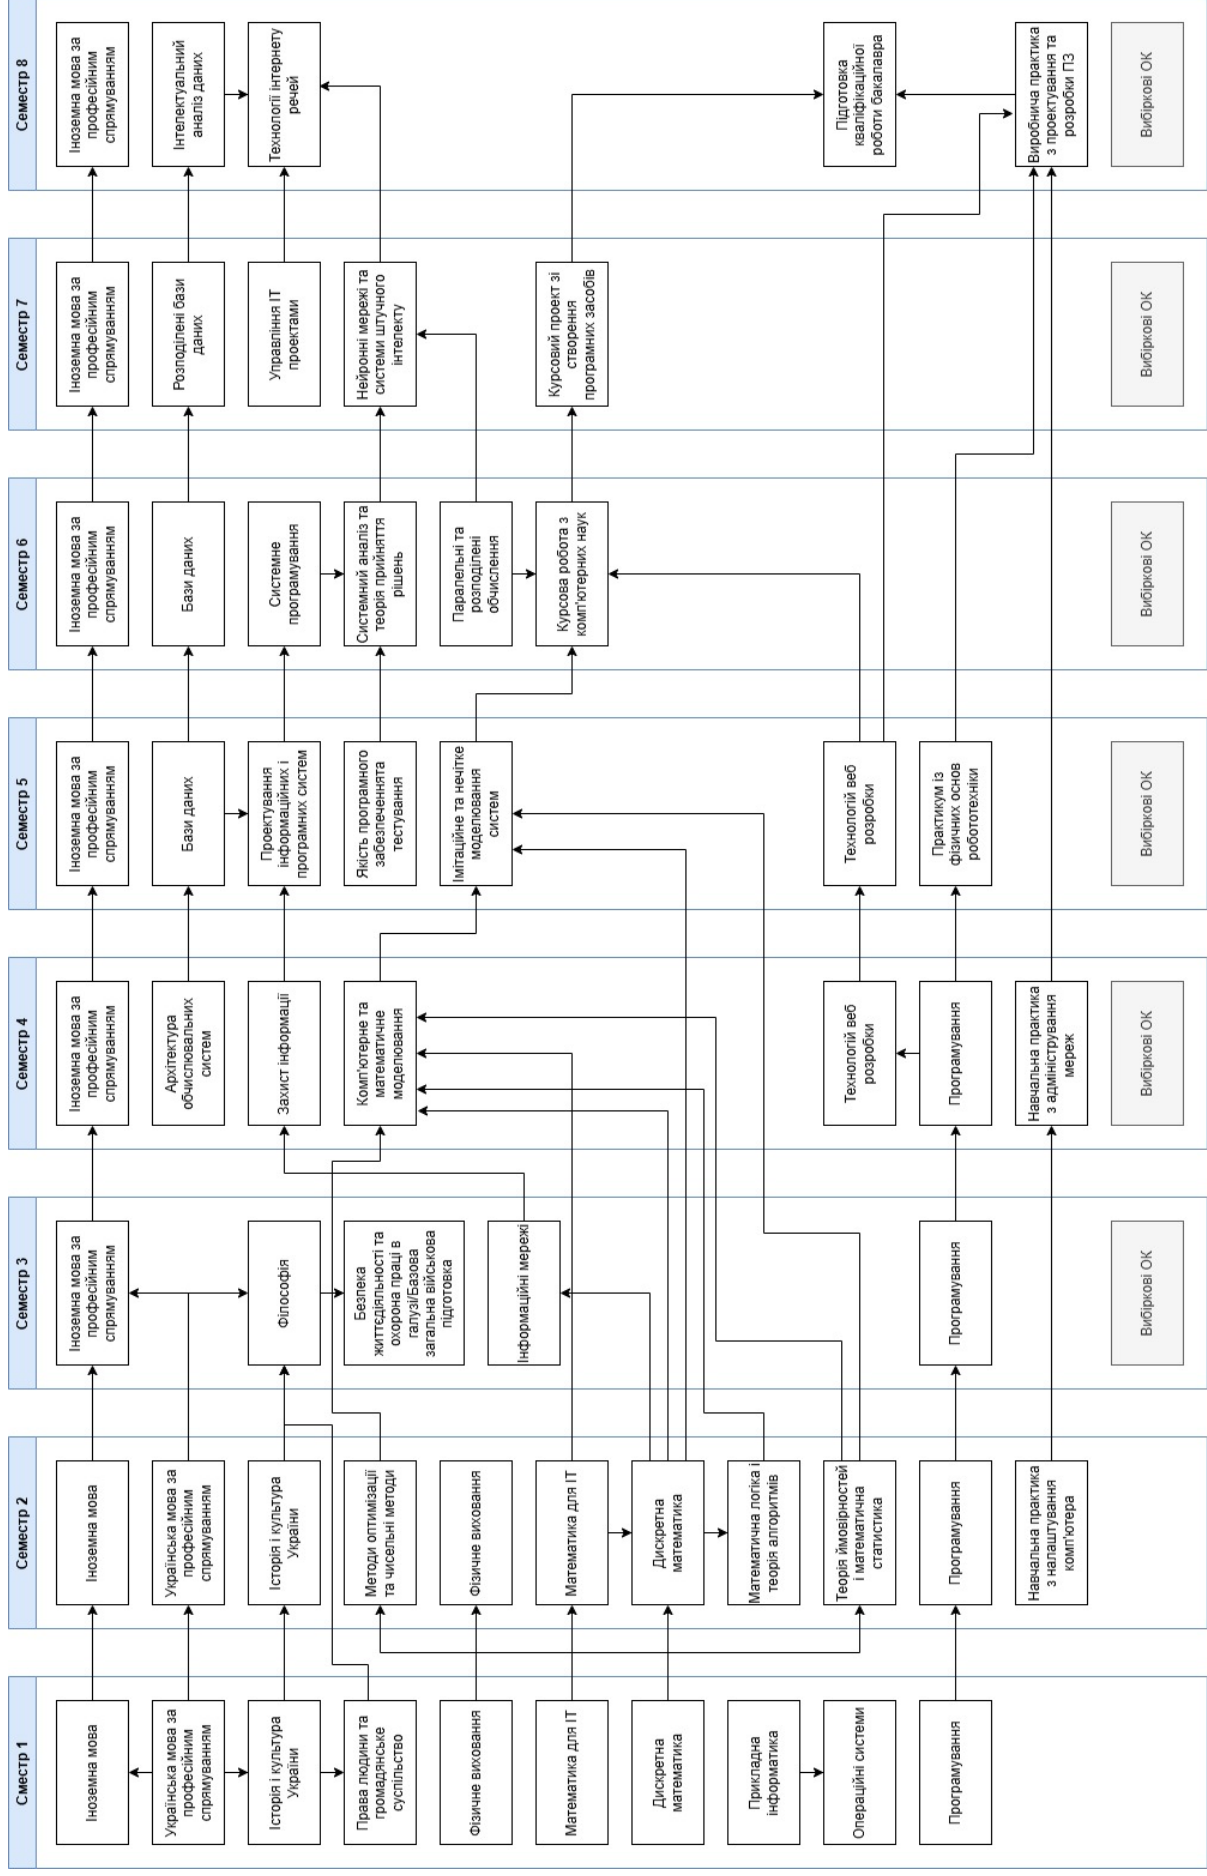 Сместр 1
Іноземна мова
Українська мова за
професійним
спрямуванням
Історія і культура
України
Права людини та
громадянське
суспільство
Фізичне виховання
Математика для ІТ
Дискретна
математика
Прикладна
інформатика
Операційні системи
Програмування
Семестр 2
Іноземна мова
Українська мова за
професійним
спрямуванням
Історія і культура
України
Методи оптимізації
та чисельні методи
Фізичне виховання
Математика для ІТ
Дискретна
математика
Математична логіка і
теорія алгоритмів
Теорія ймовірностей
і математична
статистика
Програмування
Навчальна практика
з налаштування
комп'ютера
Семестр 3
Іноземна мова за
професійним
спрямуванням
Філософія
Безпека
життєдіяльності та
охорона праці в
галузі/Базова
загальна військова
підготовка
Інформаційні мережі
Програмування
Вибіркові ОК
Семестр 4
Іноземна мова за
професійним
спрямуванням
Архітектура
обчислювальних
систем
Захист інформації
Комп'ютерне та
математичне
моделювання
Технологій веб
розробки
Програмування
Навчальна практика
з адміністрування
мереж
Вибіркові ОК
Семестр 5
Іноземна мова за
професійним
спрямуванням
Бази даних
Проектування
інформаційних і
програмних систем
Якість програмного
забезпеченнята
тестування
Імітаційне та нечітке
моделювання
систем
Технологій веб
розробки
Практикум із
фізичних основ
робототехніки
Вибіркові ОК
Семестр 6
Іноземна мова за
професійним
спрямуванням
Бази даних
Системне
програмування
Системний аналіз та
теорія прийняття
рішень
Паралельні та
розподілені
обчислення
Курсова робота з
комп'ютерних наук
Вибіркові ОК
Семестр 7
Іноземна мова за
професійним
спрямуванням
Розподілені бази
даних
Управління ІТ
проектами
Нейронні мережі та
системи штучного
інтелекту
Курсовий проект зі
створення
програмних засобів
Вибіркові ОК
Семестр 8
Іноземна мова за
професійним
спрямуванням
Інтелектуальний
аналіз даних
Технології інтернету
речей
Підготовка
кваліфікаційної
роботи бакалавра
Виробнича практика
з проектування та
розробки ПЗ
Вибіркові ОК